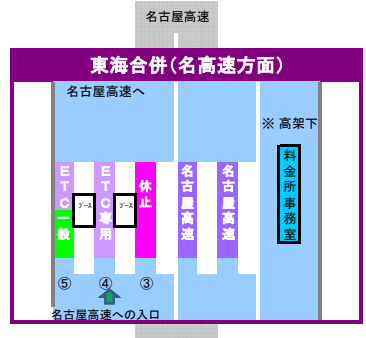 名古屋高速
東海合併(名高速方面)
名古屋高速へ
※ 高架下
ETC一般
ブース
ETC専用
ブース
休止
名古屋高速
名古屋高速
料金所事務室
⑤
④
③
名古屋高速への入口